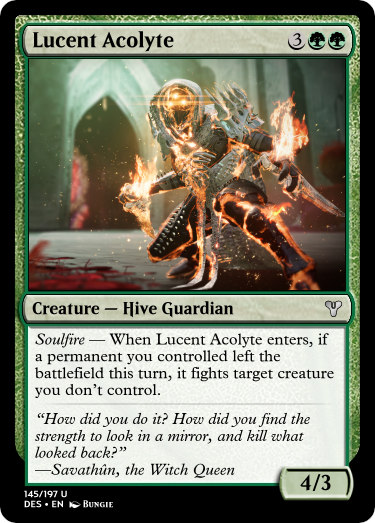 Lucent Acolyte 3
Creature — Hive Guardian
Soulfire — When Lucent Acolyte enters, if
a permanent you controlled left the
battlefield this turn, it fights target creature
you don’t control.
“How did you do it? How did you find the
strength to look in a mirror, and kill what
looked back?”
—Savathûn, the Witch Queen
4/3
145/197 U
DES • EN Bungie